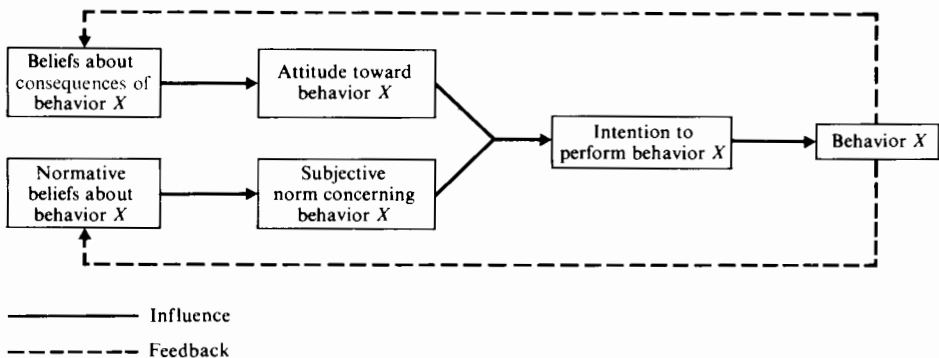 Beliefs about
consequences of
behavior X
Attitude toward
behavior X
Intention to
perform behavior X
Behavior X
Normative
beliefs about
behavior X
Subjective
norm concerning
behavior X
Influence
Feedback